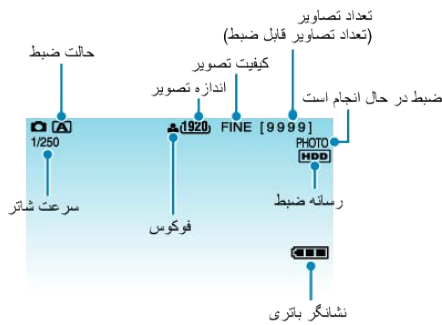 تعداد تصاویر
(تعداد تصاویر قابل ضبط)
حالت ضبط
کیفیت تصویر
اندازه تصویر
ضبط در حال انجام است
A 1920 FINE [9999]
1/250
PHOTO
HDD
سرعت شاتر
فوکوس
رسانه ضبط
نشانگر باتری